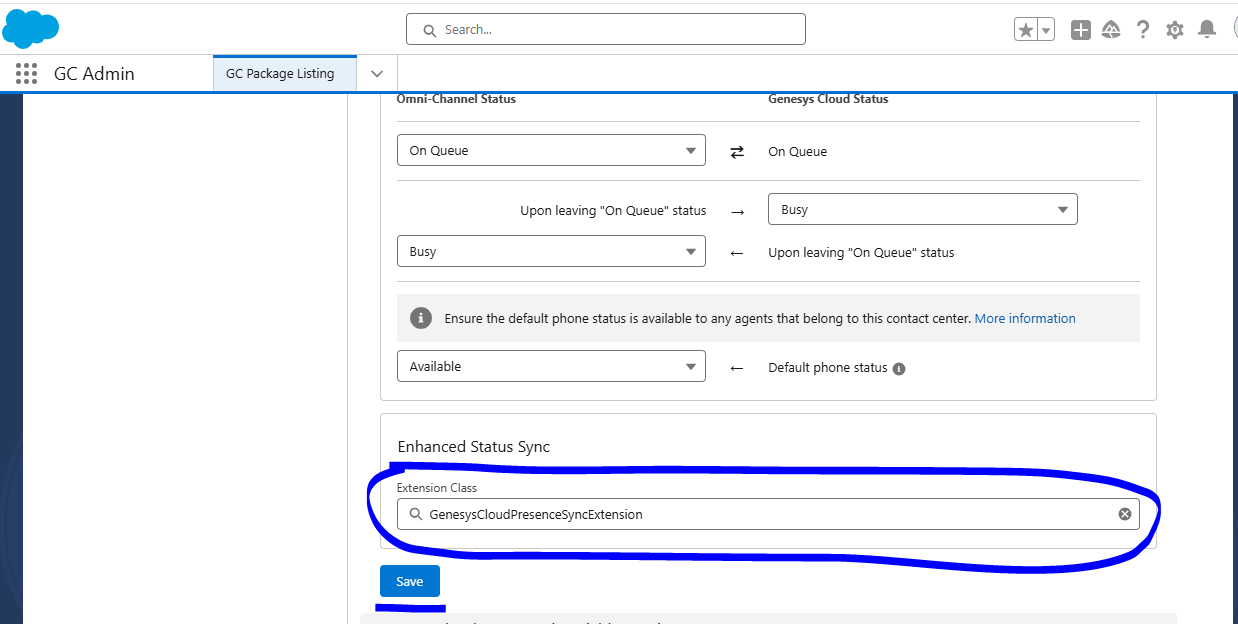 Search...
GC Admin
GC Package Listing
Omni-Channel Status
Genesys Cloud Status
On Queue
On Queue
Upon leaving "On Queue" status
Busy
Busy
Upon leaving "On Queue" status
Ensure the default phone status is available to any agents that belong to this contact center. More information
Available
Default phone status
Enhanced Status Sync
Extension Class
GenesysCloudPresenceSyncExtension
Save